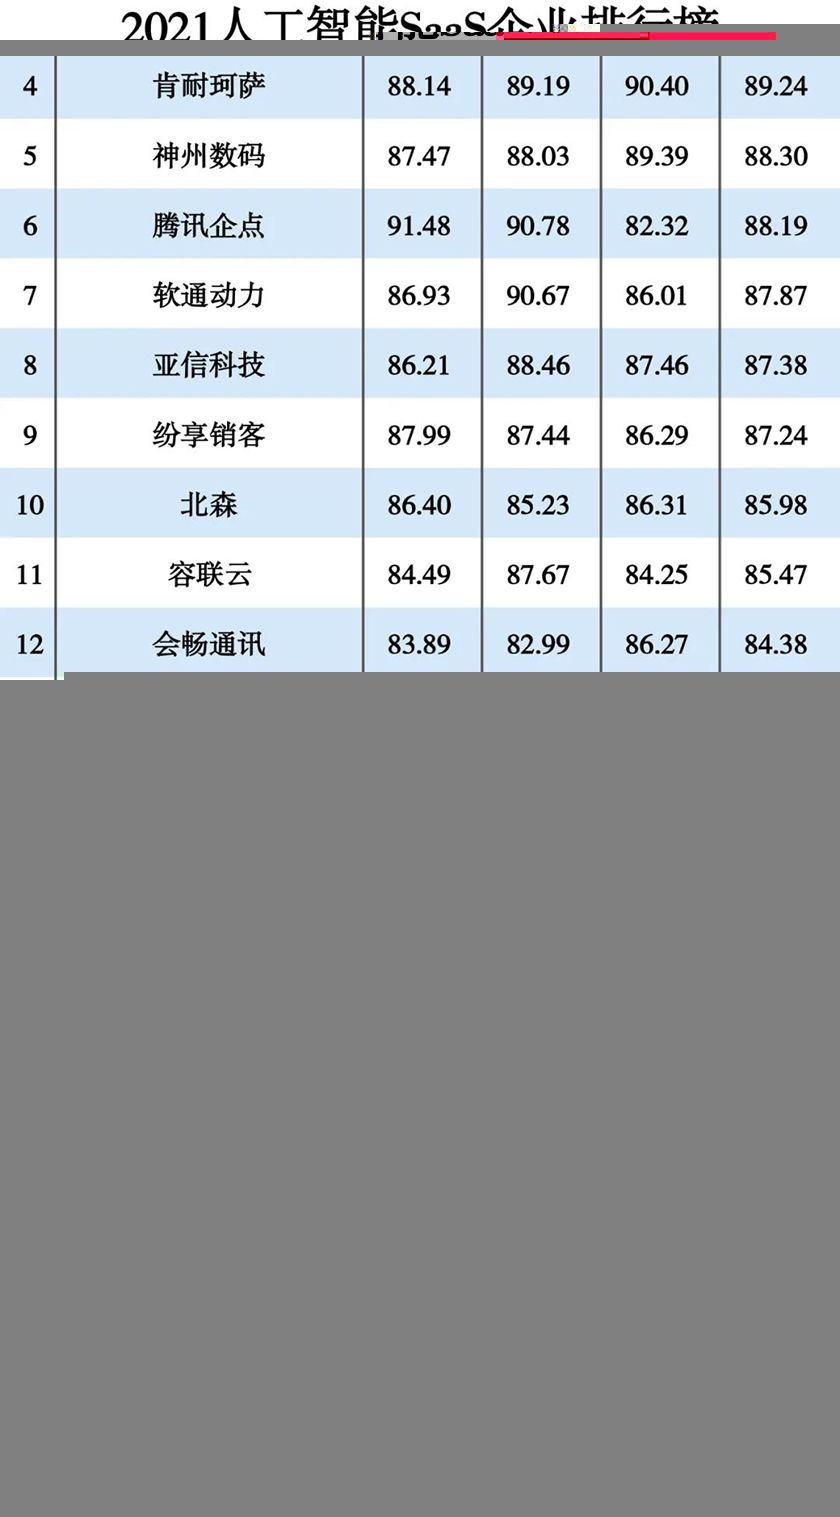 2021人工智能SaaS企业排行榜
4 肯耐珂萨 88.14 89.19 90.40 89.24
5 神州数码 87.47 88.03 89.39 88.30
6 腾讯企点 91.48 90.78 82.32 88.19
7 软通动力 86.93 90.67 86.01 87.87
8 亚信科技 86.21 88.46 87.46 87.38
9 纷享销客 87.99 87.44 86.29 87.24
10 北森 86.40 85.23 86.31 85.98
11 容联云 84.49 87.67 84.25 85.47
12 会畅通讯 83.89 82.99 86.27 84.38